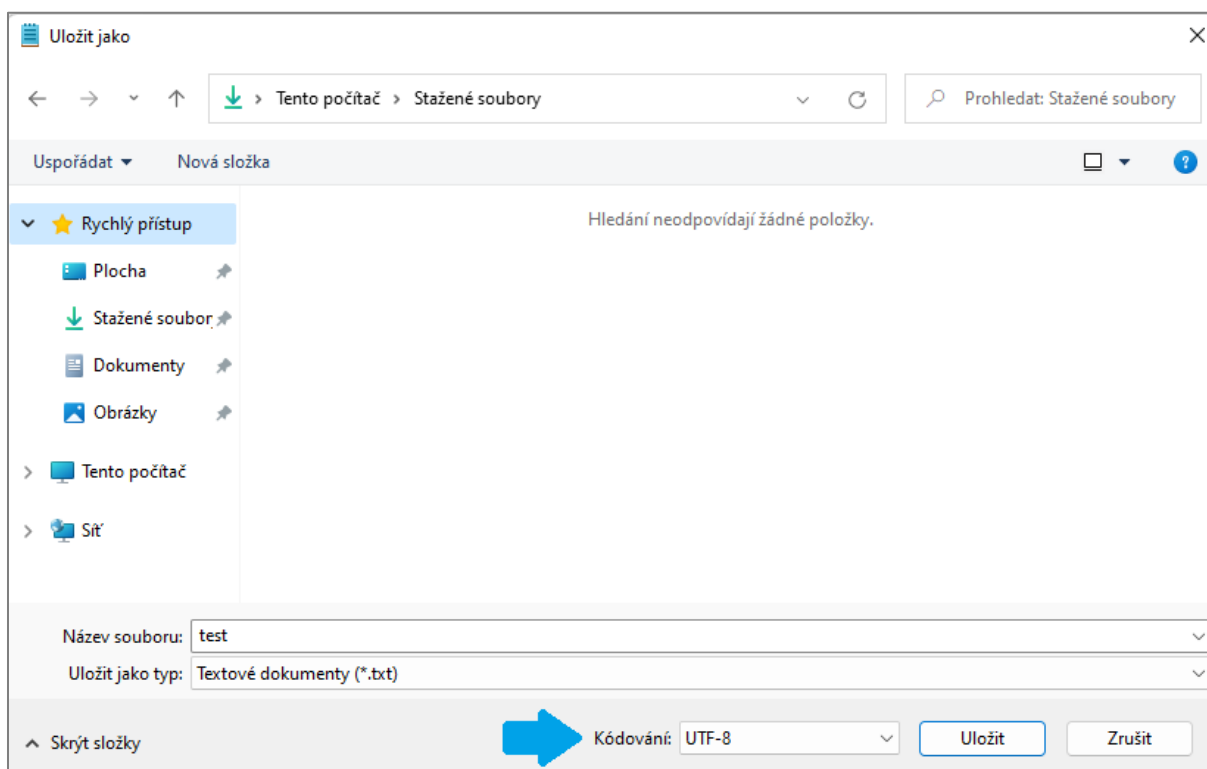 Uložit jako
Tento počítač
Stažené soubory
Prohledat: Stažené soubory
Uspořádat
Nová složka
Rychlý přístup
Hledání neodpovídají žádné položky.
Plocha
Stažené soubor
Dokumenty
Obrázky
Tento počítač
Síť
Název souboru: test
Uložit jako typ: Textové dokumenty (*.txt)
Skrýt složky
Kódování: UTF-8
Uložit
Zrušit